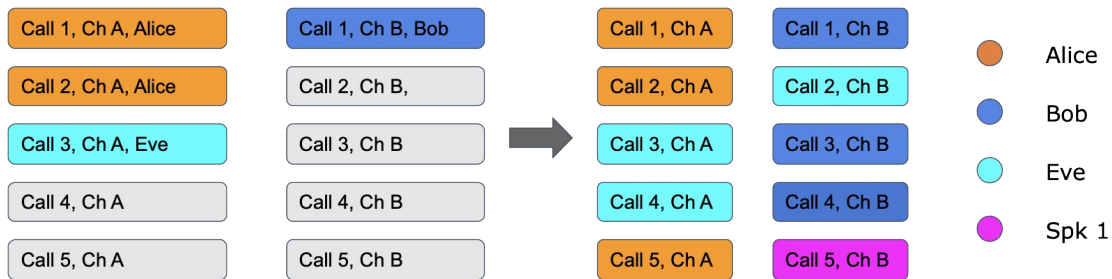 Call 1, Ch A, Alice
Call 2, Ch A, Alice
Call 3, Ch A, Eve
Call 4, Ch A
Call 5, Ch A
Call 1, Ch B, Bob
Call 2, Ch B,
Call 3, Ch B
Call 4, Ch B
Call 5, Ch B
Call 1, Ch A
Call 2, Ch A
Call 3, Ch A
Call 4, Ch A
Call 5, Ch A
Call 1, Ch B
Call 2, Ch B
Call 3, Ch B
Call 4, Ch B
Call 5, Ch B
Alice
Bob
Eve
Spk 1